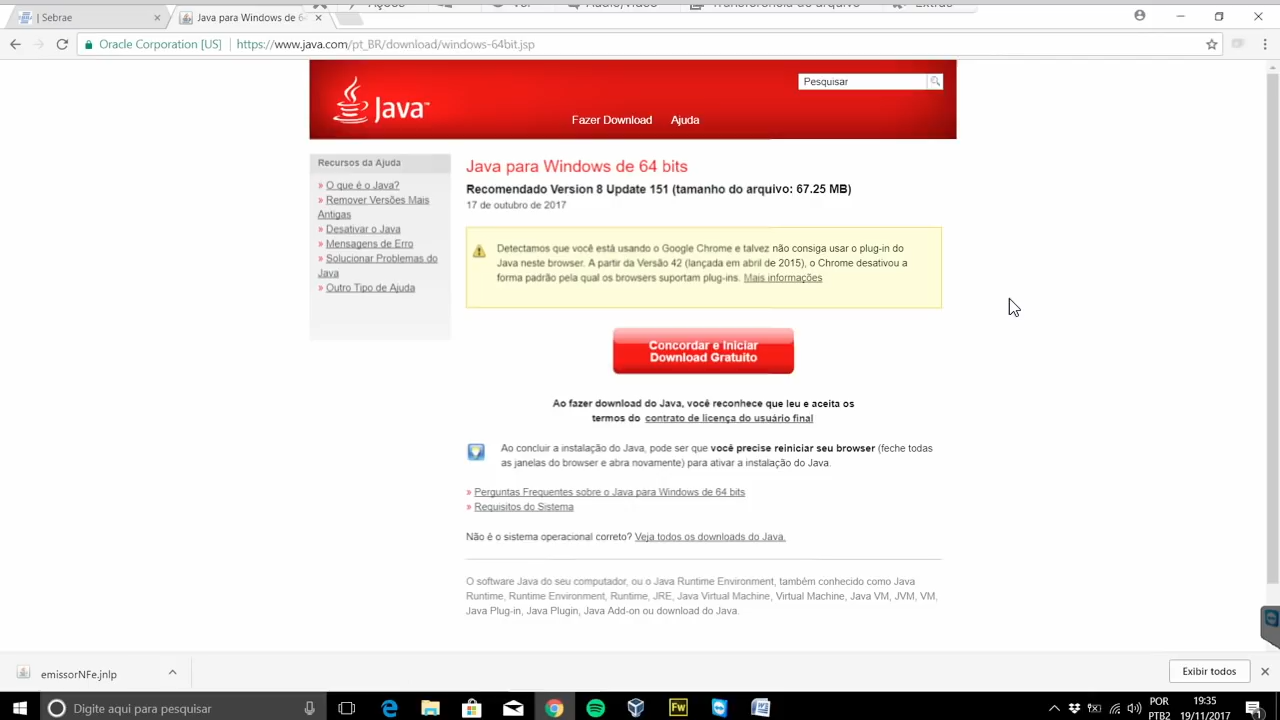 Sebrae
Java para Windows de 6
Oracle Corporation [US]
https://www.java.com/pt_BR/download/windows-64bit.jsp
Java™
Pesquisar
Fazer Download
Ajuda
Recursos da Ajuda
» O que é o Java?
» Remover Versões Mais
Antigas
» Desativar o Java
» Mensagens de Erro
» Solucionar Problemas do
Java
» Outro Tipo de Ajuda
Java para Windows de 64 bits
Recomendado Version 8 Update 151 (tamanho do arquivo: 67.25 MB)
17 de outubro de 2017
Detectamos que você está usando o Google Chrome e talvez não consiga usar o plug-in do
Java neste browser. A partir da Versão 42 (lançada em abril de 2015), o Chrome desativou a
forma padrão pela qual os browsers suportam plug-ins. Mais informações
Concordar e Iniciar
Download Gratuito
Ao fazer download do Java, você reconhece que leu e aceita os
termos do contrato de licença do usuário final
Ao concluir a instalação do Java, pode ser que você precise reiniciar seu browser (feche todas
as janelas do browser e abra novamente) para ativar a instalação do Java.
» Perguntas Frequentes sobre o Java para Windows de 64 bits
» Requisitos do Sistema
Não é o sistema operacional correto? Veja todos os downloads do Java.
O software Java do seu computador, ou o Java Runtime Environment, também conhecido como Java
Runtime, Runtime Environment, Runtime, JRE, Java Virtual Machine, Virtual Machine, Java VM, JVM, VM,
Java Plug-in, Java Plugin, Java Add-on ou download do Java.
emissorNFe.jnlp
Exibir todos
Digite aqui para pesquisar
Fw
POR
PTB2
19:35
19/11/2017